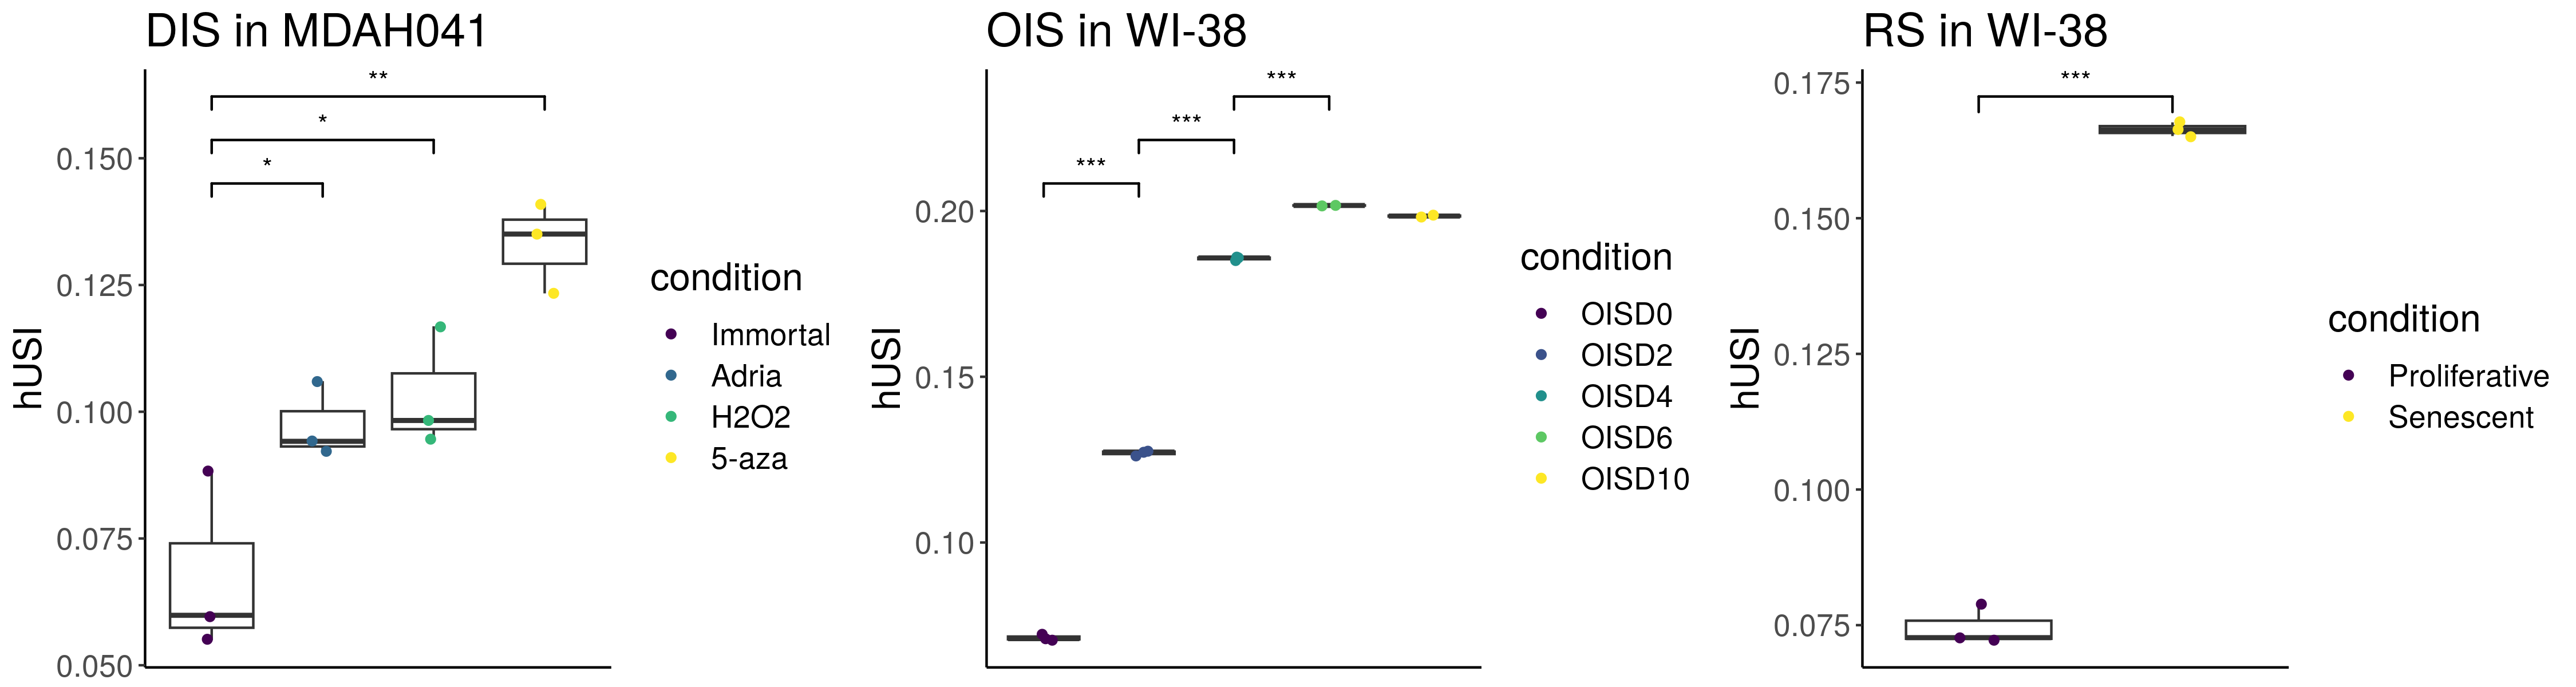 DIS in MDAH041
**
*
*
0.150
0.125
0.100
0.075
0.050
hUSI
condition
Immortal
Adria
H2O2
5-aza
OIS in WI-38
***
***
***
0.20
0.15
0.10
hUSI
condition
OISD0
OISD2
OISD4
OISD6
OISD10
RS in WI-38
***
0.175
0.150
0.125
0.100
0.075
hUSI
condition
Proliferative
Senescent